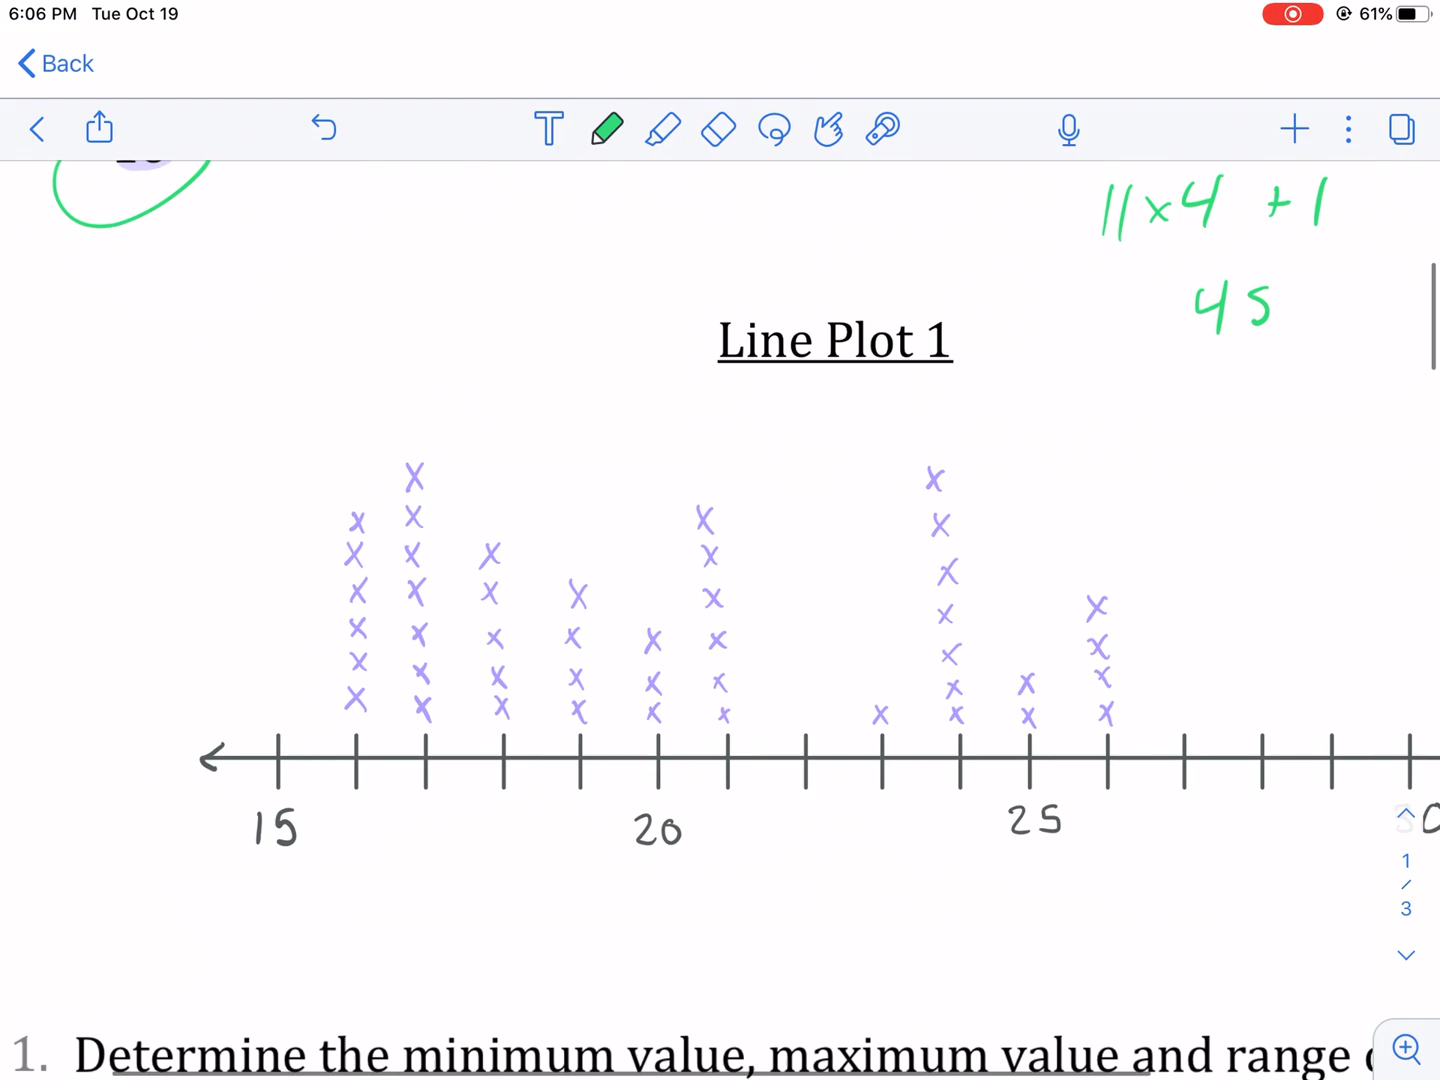 6:06 PM Tue Oct 19
61%
Back
11 x 4 + 1
45
Line Plot 1
15
20
25
1
/
3
1. Determine the minimum value, maximum value and range